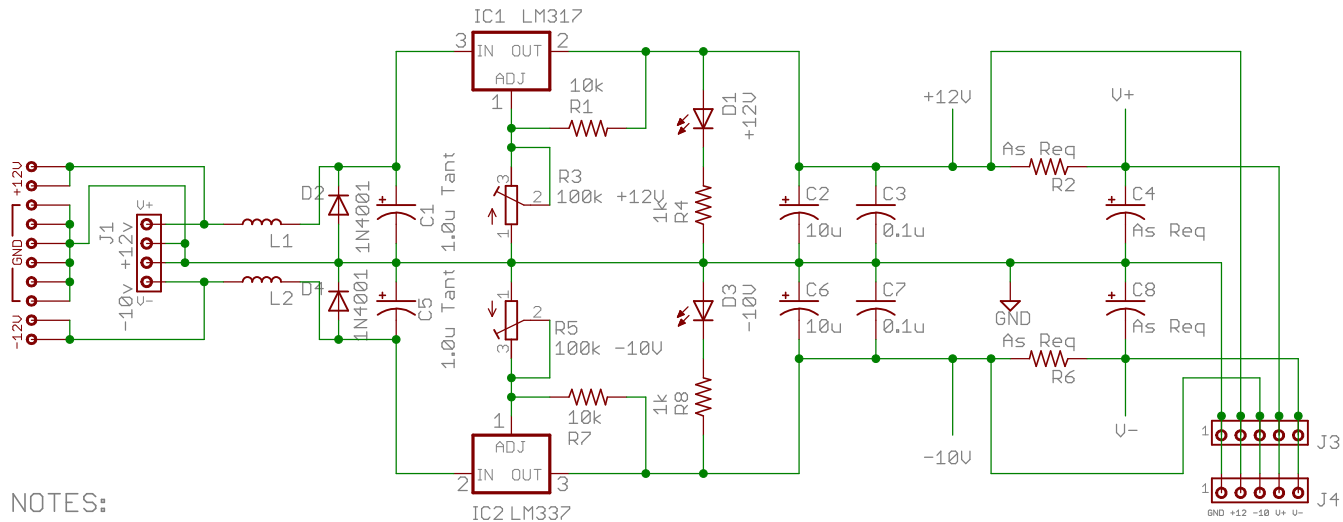 IC1 LM317
3
IN
OUT
2
ADJ
1
10k
R1
D1
+12V
+12V
V+
As Req
R2
+12V
GND
-12V
J1
V+
+12v
-10v
V-
L1
L2
D2
1N4001
D4
1N4001
C1
1.0u Tant
C5
1.0u Tant
3
2
1
R3
100k +12V
1k
R4
C2
10u
C3
0.1u
C4
As Req
1
2
3
R5
100k -10V
D3
-10V
C6
10u
C7
0.1u
GND
C8
As Req
As Req
R6
10k
R7
1k
R8
1
ADJ
IN
OUT
2
3
IC2 LM337
-10V
V-
1
J3
1
J4
GND +12 -10 V+ V-
NOTES: